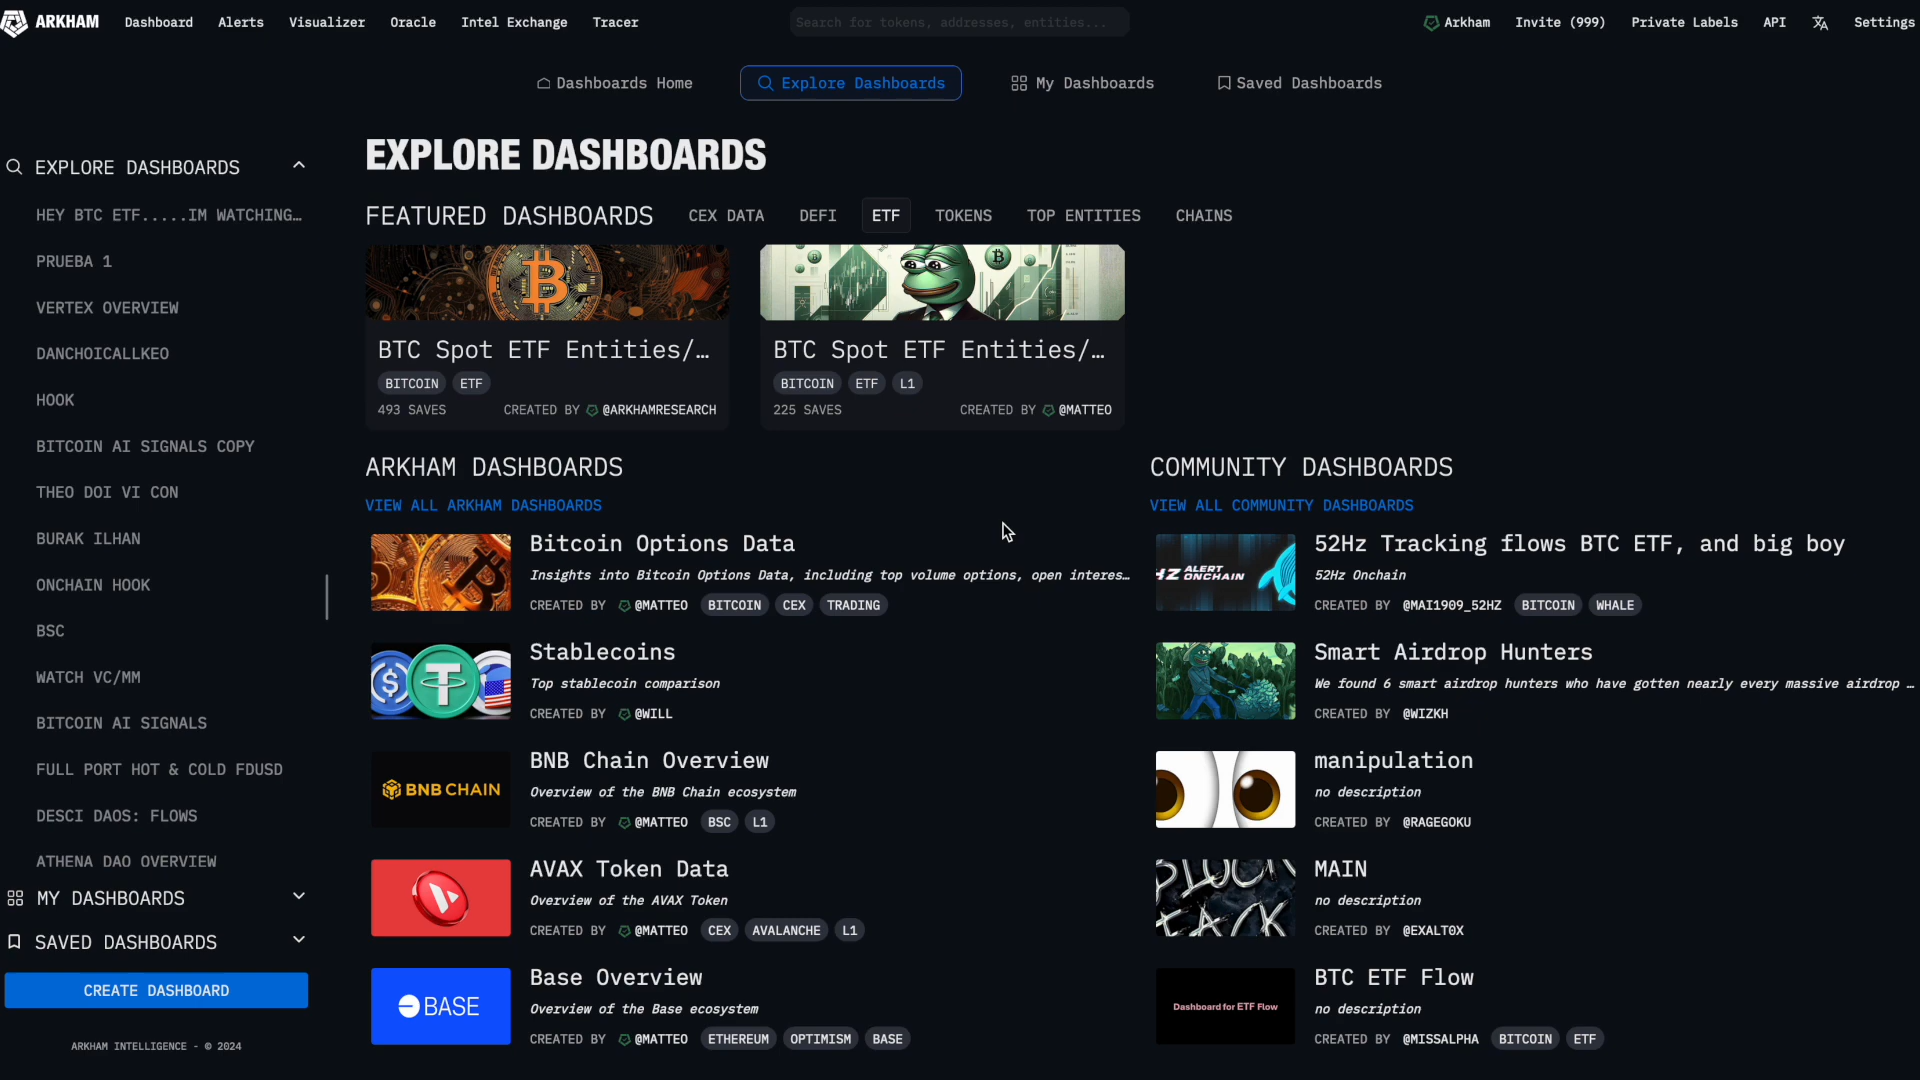 ARKHAM Dashboard Alerts Visualizer Oracle Intel Exchange Tracer Search for tokens, addresses, entities... Arkham Invite (999) Private Labels API Settings
Dashboards Home Explore Dashboards My Dashboards Saved Dashboards
EXPLORE DASHBOARDS
HEY BTC ETF.....IM WATCHING…
PRUEBA 1
VERTEX OVERVIEW
DANCHOICALLKEO
HOOK
BITCOIN AI SIGNALS COPY
THEO DOI VI CON
BURAK ILHAN
ONCHAIN HOOK
BSC
WATCH VC/MM
BITCOIN AI SIGNALS
FULL PORT HOT & COLD FDUSD
DESCI DAOS: FLOWS
ATHENA DAO OVERVIEW
MY DASHBOARDS
SAVED DASHBOARDS
CREATE DASHBOARD
ARKHAM INTELLIGENCE - © 2024
EXPLORE DASHBOARDS
FEATURED DASHBOARDS CEX DATA DEFI ETF TOKENS TOP ENTITIES CHAINS
BTC Spot ETF Entities/…
BITCOIN ETF
493 SAVES CREATED BY @ARKHAMRESEARCH
BTC Spot ETF Entities/…
BITCOIN ETF L1
225 SAVES CREATED BY @MATTEO
ARKHAM DASHBOARDS
VIEW ALL ARKHAM DASHBOARDS
Bitcoin Options Data
Insights into Bitcoin Options Data, including top volume options, open interes…
CREATED BY @MATTEO BITCOIN CEX TRADING
Stablecoins
Top stablecoin comparison
CREATED BY @WILL
BNB CHAIN
BNB Chain Overview
Overview of the BNB Chain ecosystem
CREATED BY @MATTEO BSC L1
AVAX Token Data
Overview of the AVAX Token
CREATED BY @MATTEO CEX AVALANCHE L1
BASE
Base Overview
Overview of the Base ecosystem
CREATED BY @MATTEO ETHEREUM OPTIMISM BASE
COMMUNITY DASHBOARDS
VIEW ALL COMMUNITY DASHBOARDS
HZ ALERT
ONCHAIN
52Hz Tracking flows BTC ETF, and big boy
52Hz Onchain
CREATED BY @MAI1909_52HZ BITCOIN WHALE
Smart Airdrop Hunters
We found 6 smart airdrop hunters who have gotten nearly every massive airdrop …
CREATED BY @WIZKH
manipulation
no description
CREATED BY @RAGEGOKU
MAIN
no description
CREATED BY @EXALT0X
Dashboard for ETF Flow
BTC ETF Flow
no description
CREATED BY @MISSALPHA BITCOIN ETF